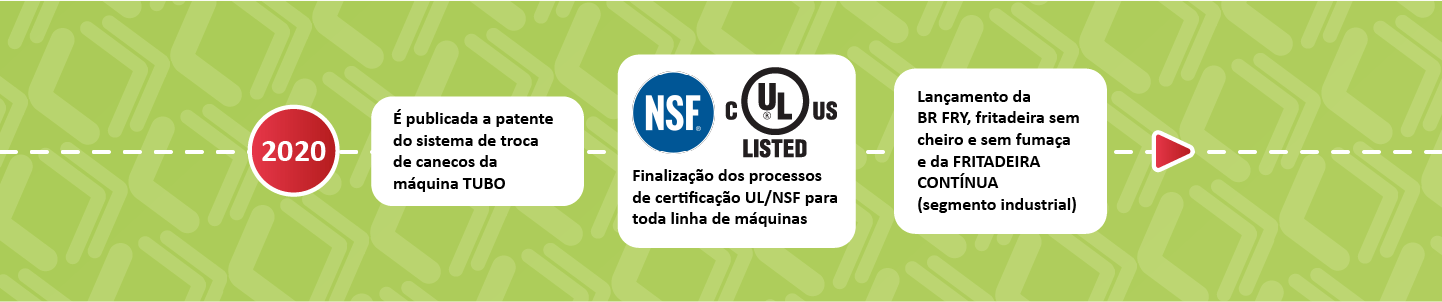 2020
É publicada a patente
do sistema de troca
de canecos da
máquina TUBO
NSF®
C UL® US
LISTED
Finalização dos processos
de certificação UL/NSF para
toda linha de máquinas
Lançamento da
BR FRY, fritadeira sem
cheiro e sem fumaça
e da FRITADEIRA
CONTÍNUA
(segmento industrial)